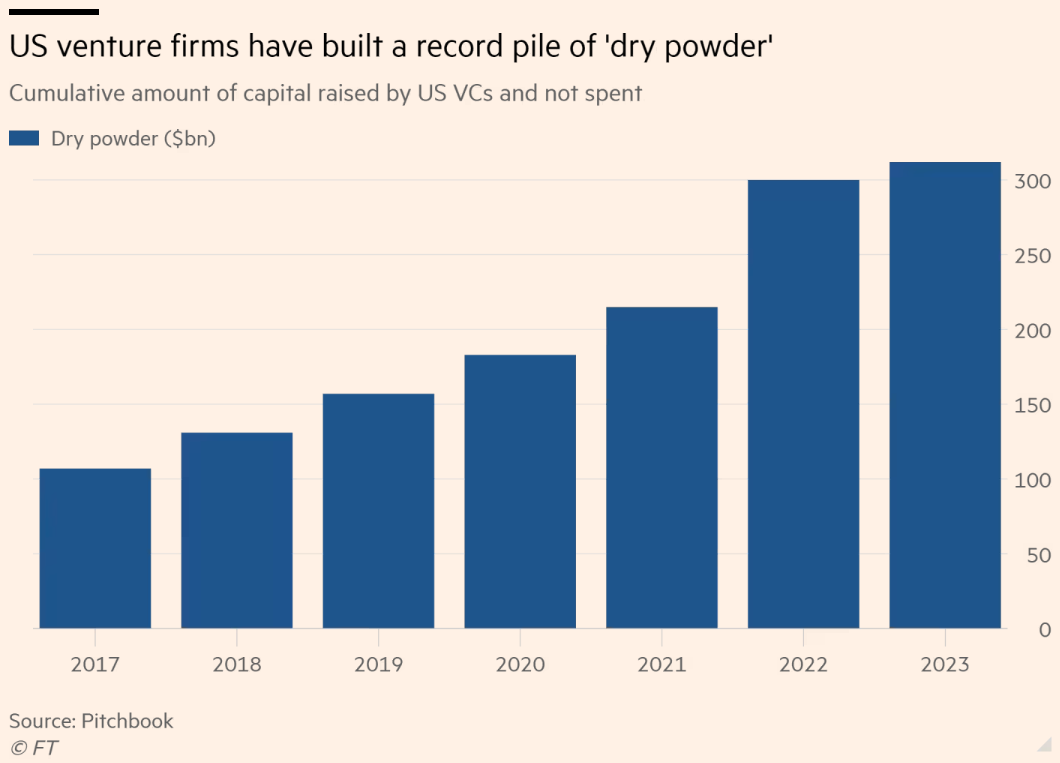 US venture firms have built a record pile of 'dry powder'
Cumulative amount of capital raised by US VCs and not spent
Dry powder ($bn)
300
250
200
150
100
50
0
2017 2018 2019 2020 2021 2022 2023
Source: Pitchbook
© FT